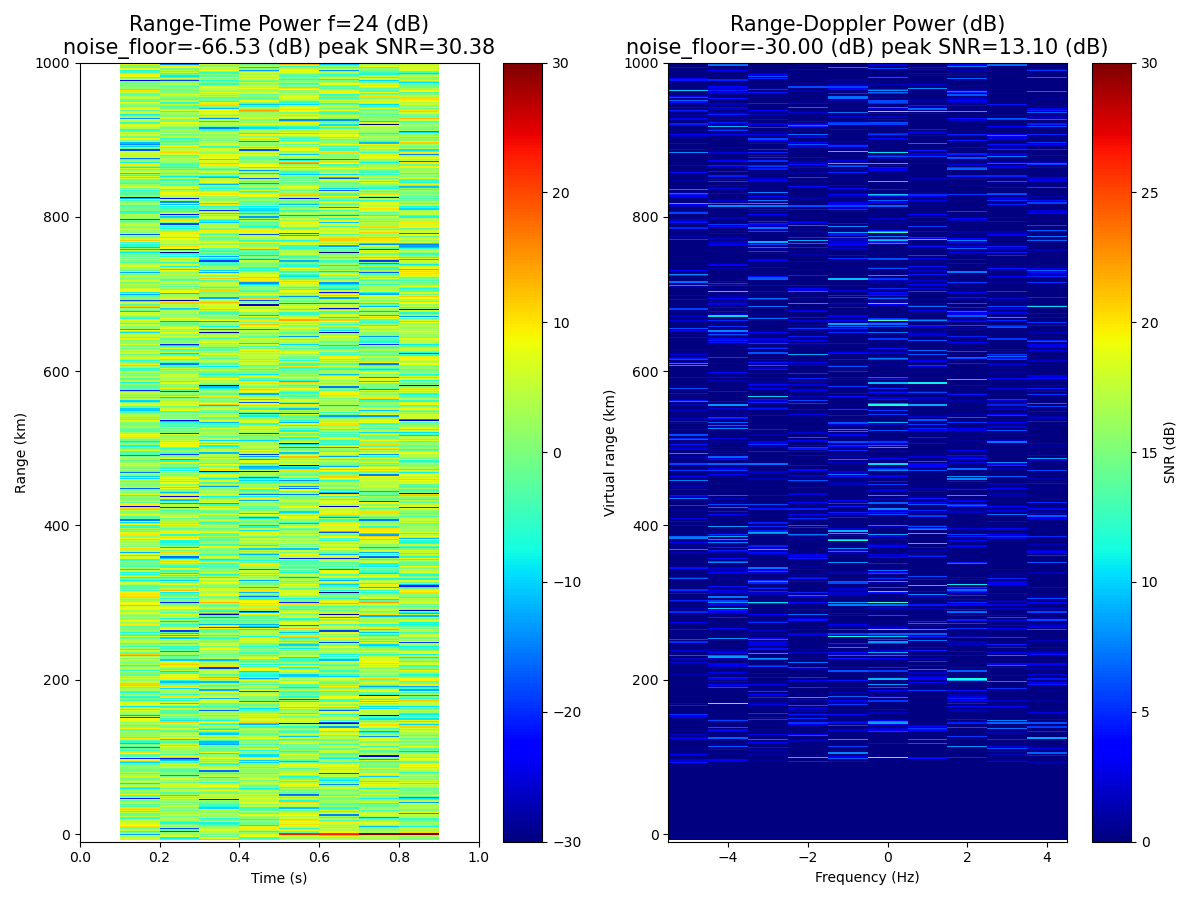 Range-Time Power f=24 (dB)
noise_floor=-66.53 (dB) peak SNR=30.38
1000
800
600
400
200
0
Range (km)
0.0 0.2 0.4 0.6 0.8 1.0
Time (s)
30
20
10
0
−10
−20
−30
Range-Doppler Power (dB)
noise_floor=-30.00 (dB) peak SNR=13.10 (dB)
1000
800
600
400
200
0
Virtual range (km)
−4 −2 0 2 4
Frequency (Hz)
30
25
20
15
10
5
0
SNR (dB)